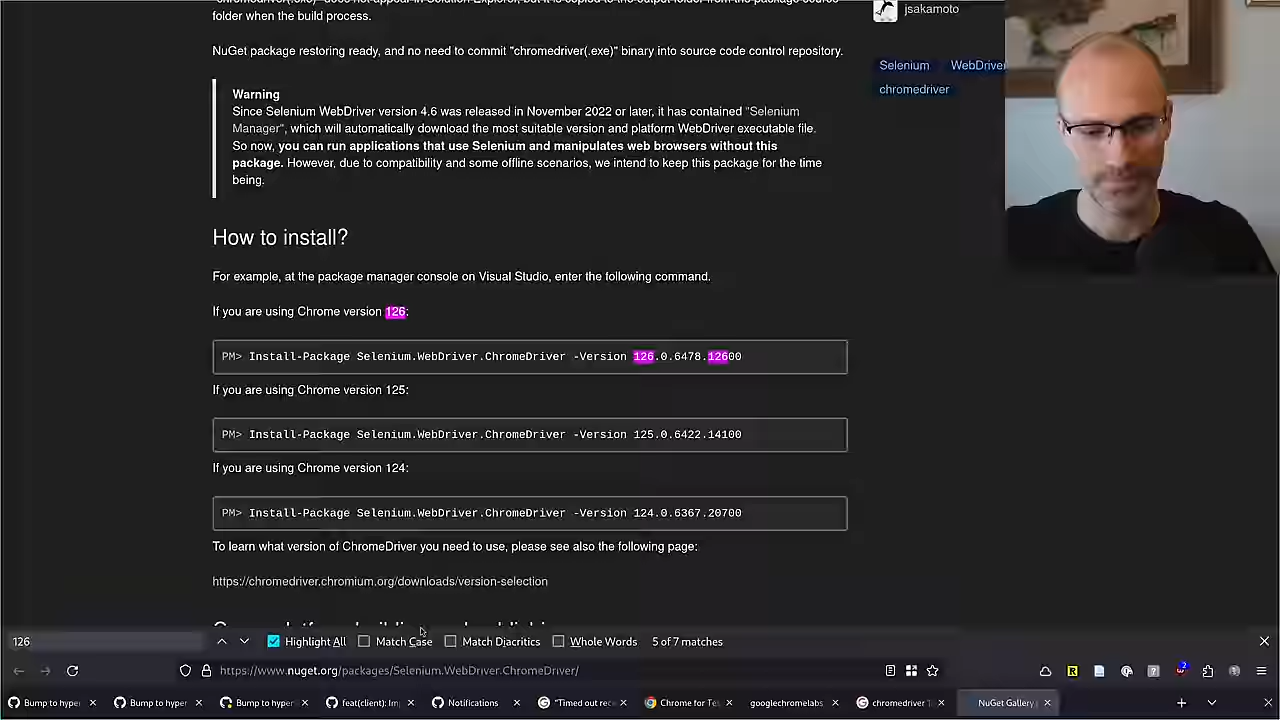 folder when the build process.
jsakamoto
NuGet package restoring ready, and no need to commit "chromedriver(.exe)" binary into source code control repository.
Selenium WebDriver
chromedriver
Warning
Since Selenium WebDriver version 4.6 was released in November 2022 or later, it has contained "Selenium
Manager", which will automatically download the most suitable version and platform WebDriver executable file.
So now, you can run applications that use Selenium and manipulates web browsers without this
package. However, due to compatibility and some offline scenarios, we intend to keep this package for the time
being.
How to install?
For example, at the package manager console on Visual Studio, enter the following command.
If you are using Chrome version 126:
PM> Install-Package Selenium.WebDriver.ChromeDriver -Version 126.0.6478.12600
If you are using Chrome version 125:
PM> Install-Package Selenium.WebDriver.ChromeDriver -Version 125.0.6422.14100
If you are using Chrome version 124:
PM> Install-Package Selenium.WebDriver.ChromeDriver -Version 124.0.6367.20700
To learn what version of ChromeDriver you need to use, please see also the following page:
https://chromedriver.chromium.org/downloads/version-selection
126 Highlight All Match Case Match Diacritics Whole Words 5 of 7 matches
https://www.nuget.org/packages/Selenium.WebDriver.ChromeDriver/
2
Bump to hype Bump to hype Bump to hype feat(client): Im Notifications "Timed out rec Chrome for Tes googlechromelabs chromedriver NuGet Gallery